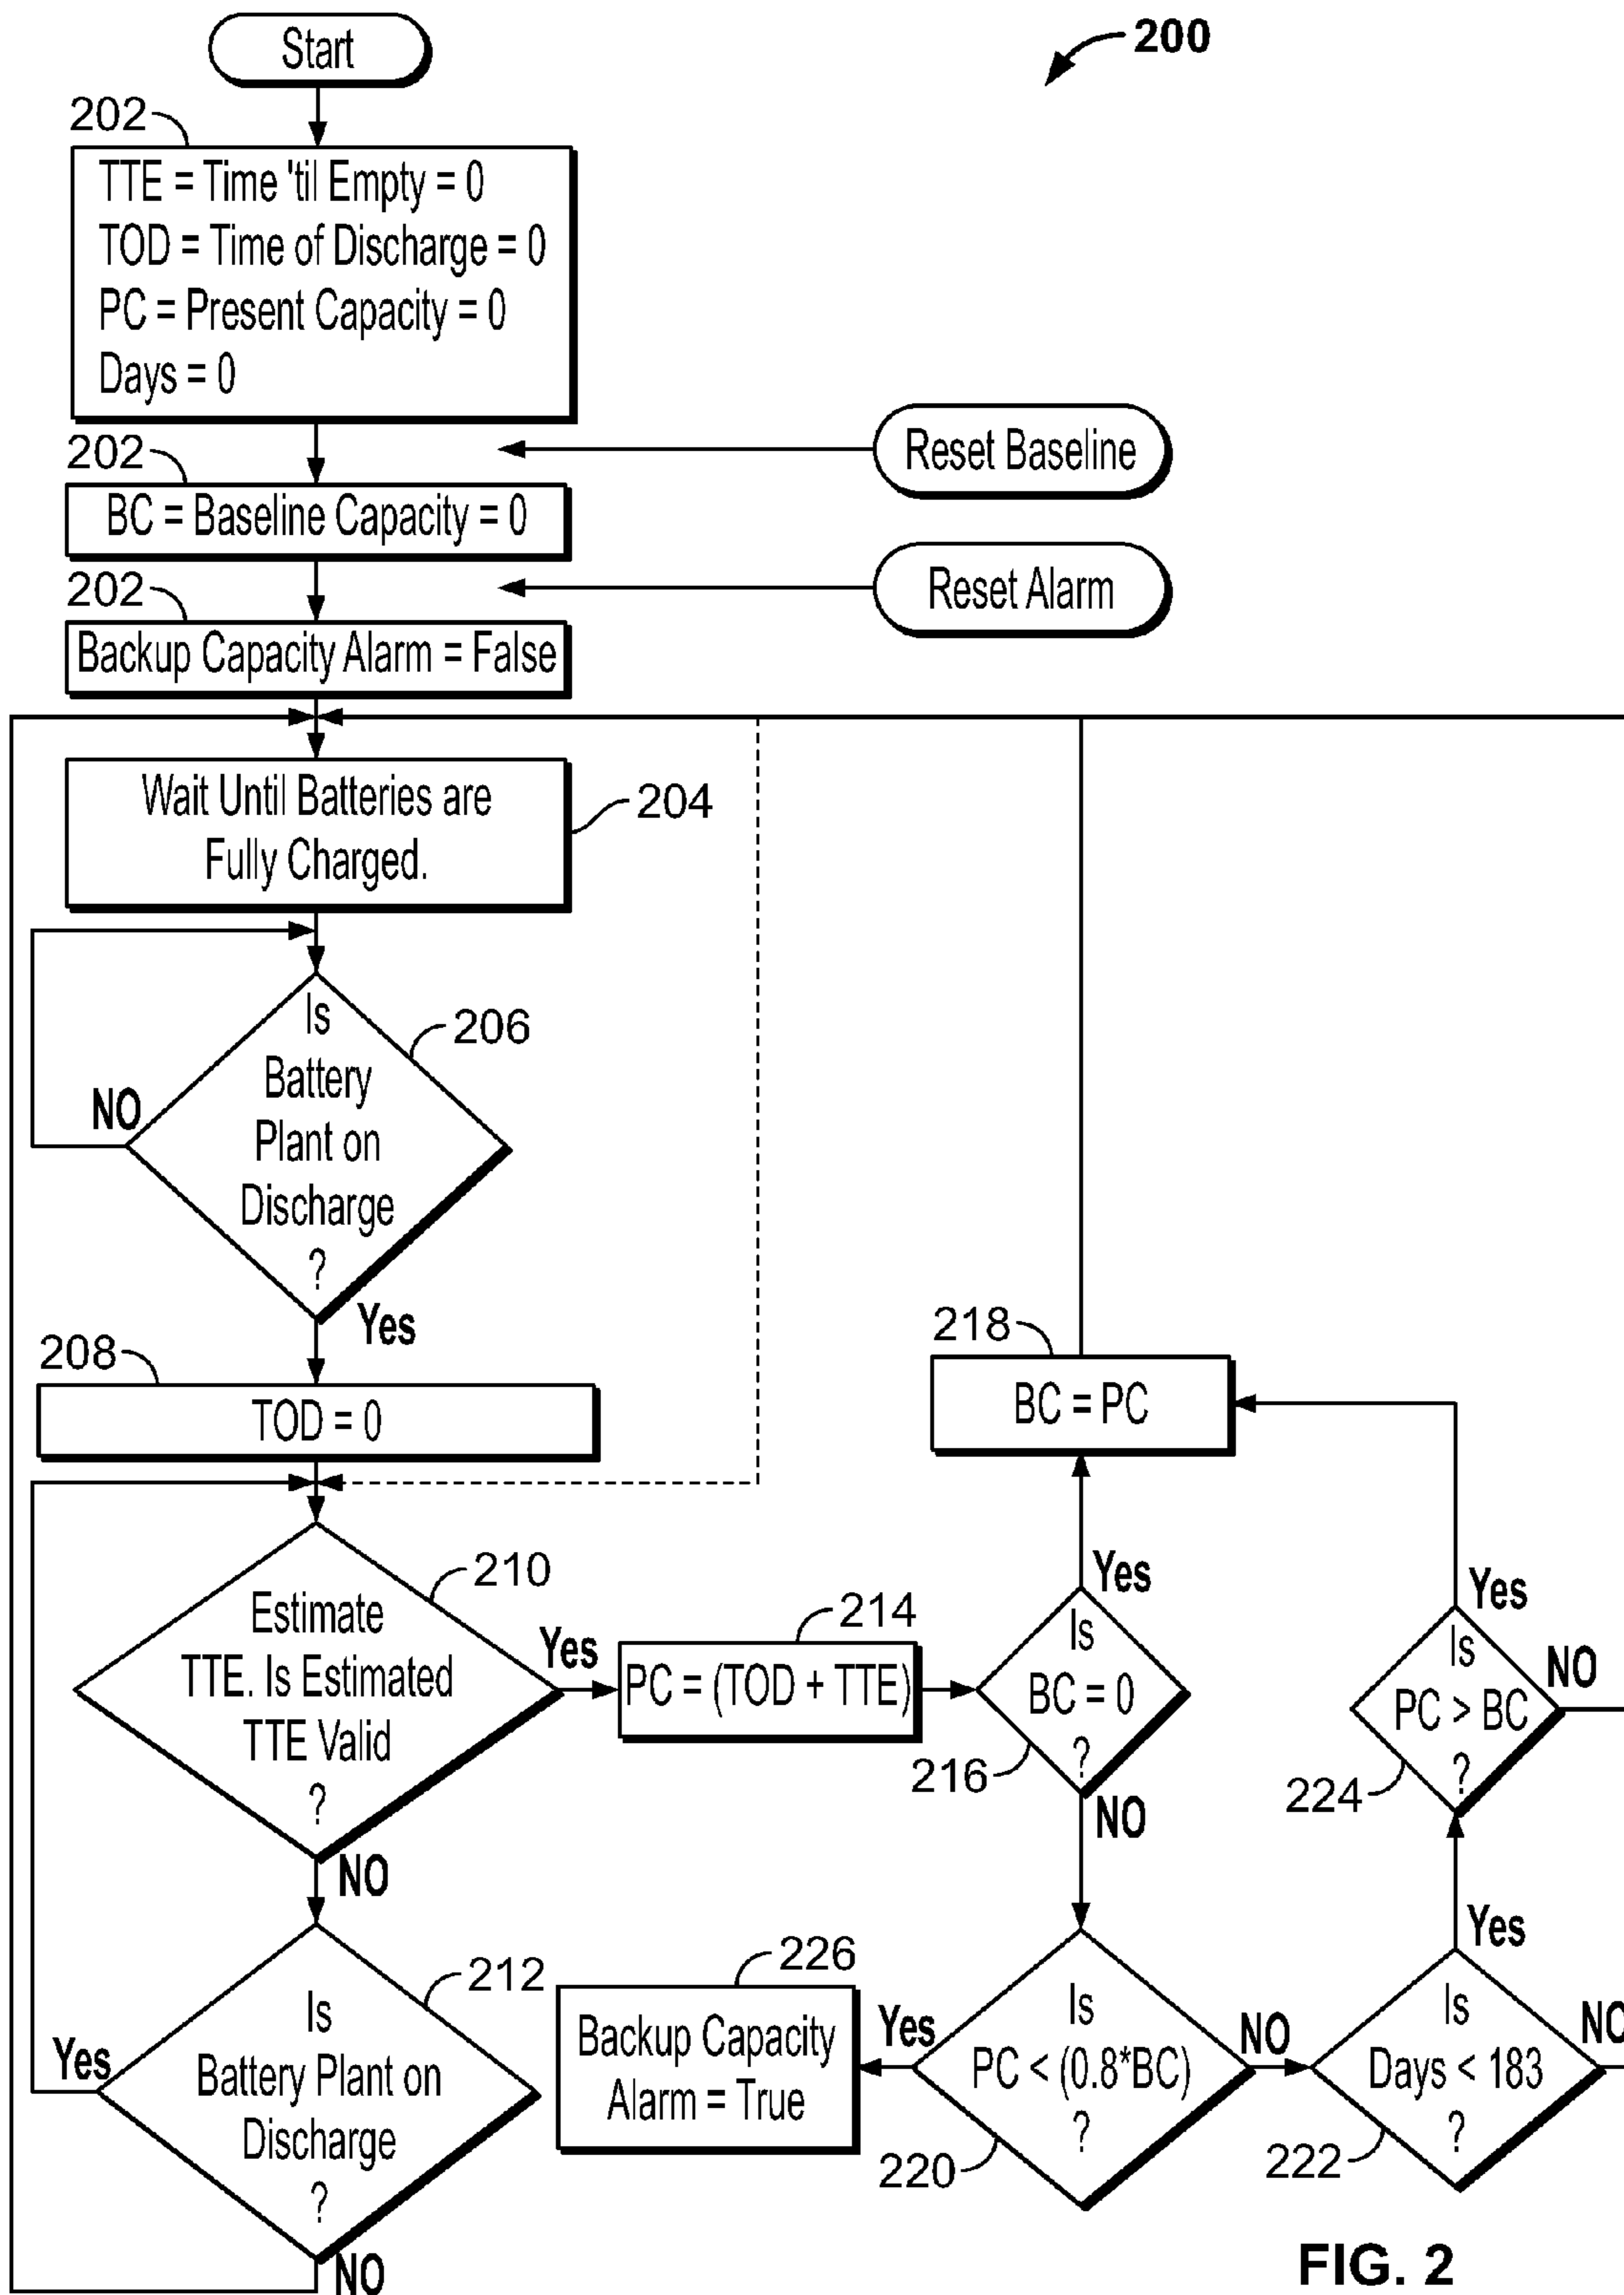 Start
200
202
TTE = Time 'til Empty = 0
TOD = Time of Discharge = 0
PC = Present Capacity = 0
Days = 0
Reset Baseline
202
BC = Baseline Capacity = 0
Reset Alarm
202
Backup Capacity Alarm = False
Wait Until Batteries are
Fully Charged.
204
Is
Battery
Plant on
Discharge
?
206
NO
Yes
208
TOD = 0
Estimate
TTE. Is Estimated
TTE Valid
?
210
Yes
NO
214
PC = (TOD + TTE)
Is
BC = 0
?
216
Yes
NO
218
BC = PC
Is
PC > BC
?
224
Yes
NO
Is
Battery Plant on
Discharge
?
212
Yes
NO
226
Backup Capacity
Alarm = True
Is
PC < (0.8*BC)
?
220
Yes
NO
Is
Days < 183
?
222
Yes
NO
FIG. 2